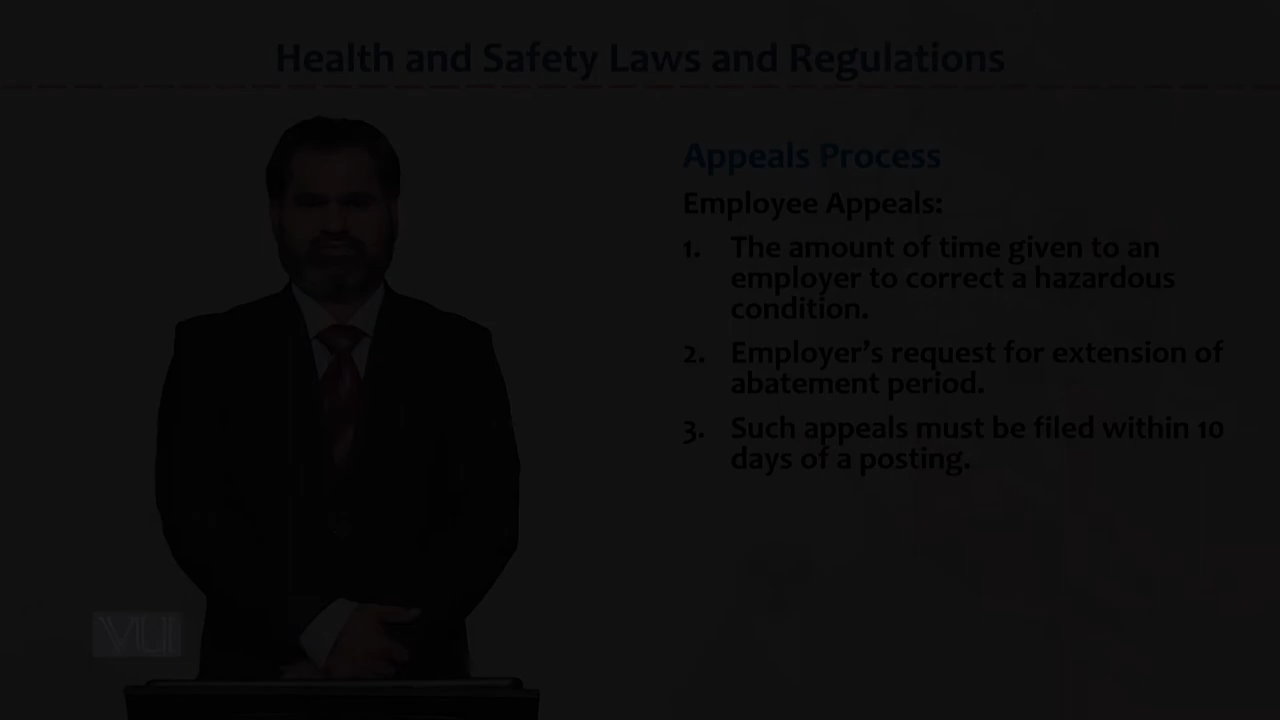 Health and Safety Laws and Regulations
Appeals Process
Employee Appeals:
1. The amount of time given to an
employer to correct a hazardous
condition.
2. Employer’s request for extension of
abatement period.
3. Such appeals must be filed within 10
days of a posting.
VU